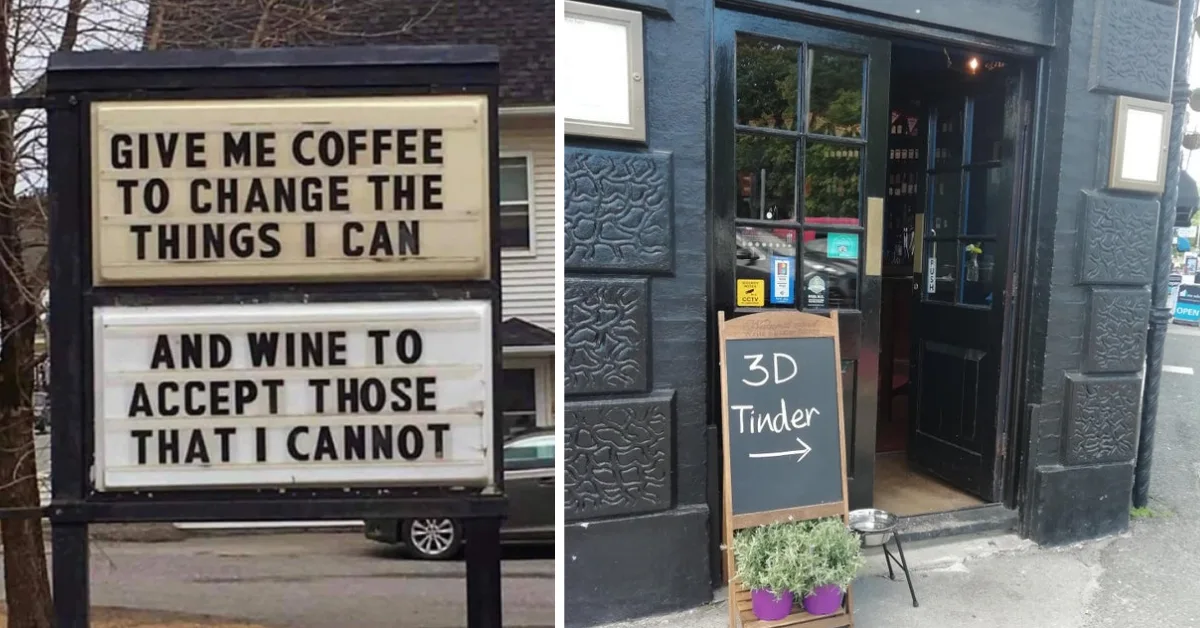 GIVE ME COFFEE
TO CHANGE THE
THINGS I CAN
AND WINE TO
ACCEPT THOSE
THAT I CANNOT
3D
Tinder
CCTV
PUSH
OPEN